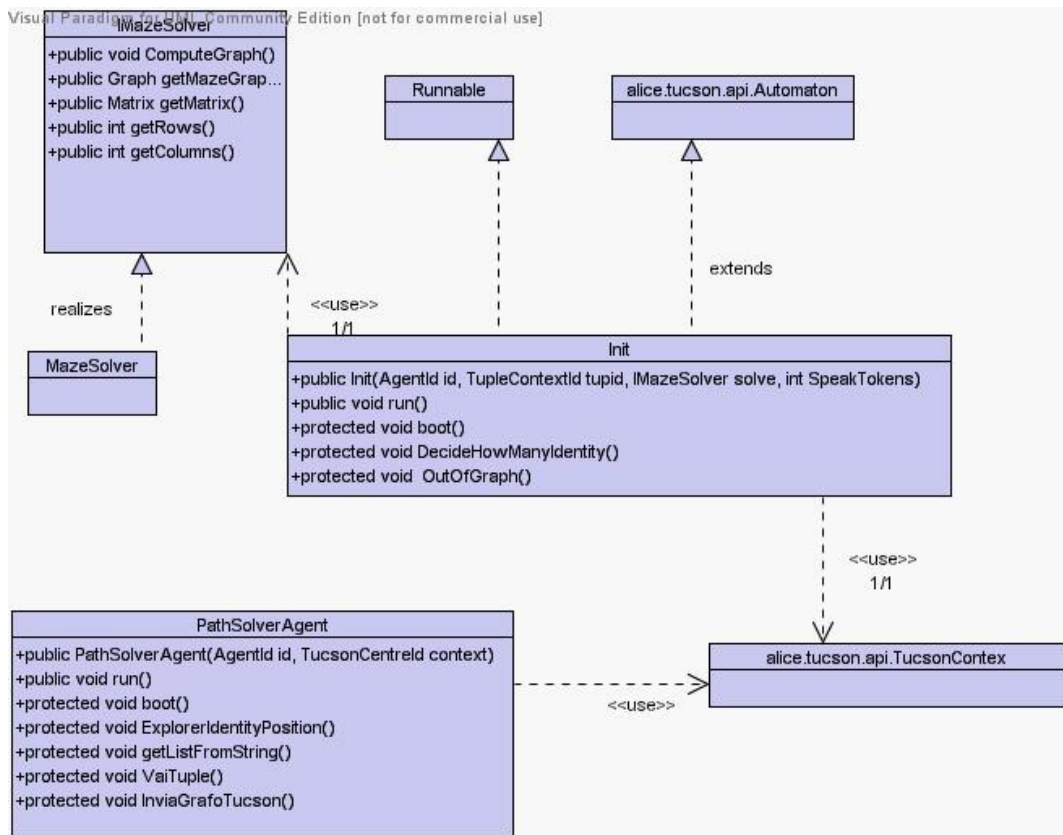 Visual Paradigm for UML Community Edition [not for commercial use]
IMazeSolver
+public void ComputeGraph()
+public Graph getMazeGrap...
+public Matrix getMatrix()
+public int getRows()
+public int getColumns()
Runnable
alice.tucson.api.Automaton
realizes
<<use>>
1/1
extends
MazeSolver
Init
+public Init(AgentId id, TupleContextId tupid, IMazeSolver solve, int SpeakTokens)
+public void run()
+protected void boot()
+protected void DecideHowManyIdentity()
+protected void OutOfGraph()
<<use>>
1/1
PathSolverAgent
+public PathSolverAgent(AgentId id, TucsonCentreId context)
+public void run()
+protected void boot()
+protected void ExplorerIdentityPosition()
+protected void getListFromString()
+protected void VaiTuple()
+protected void InviaGrafoTucson()
<<use>>
alice.tucson.api.TucsonContex